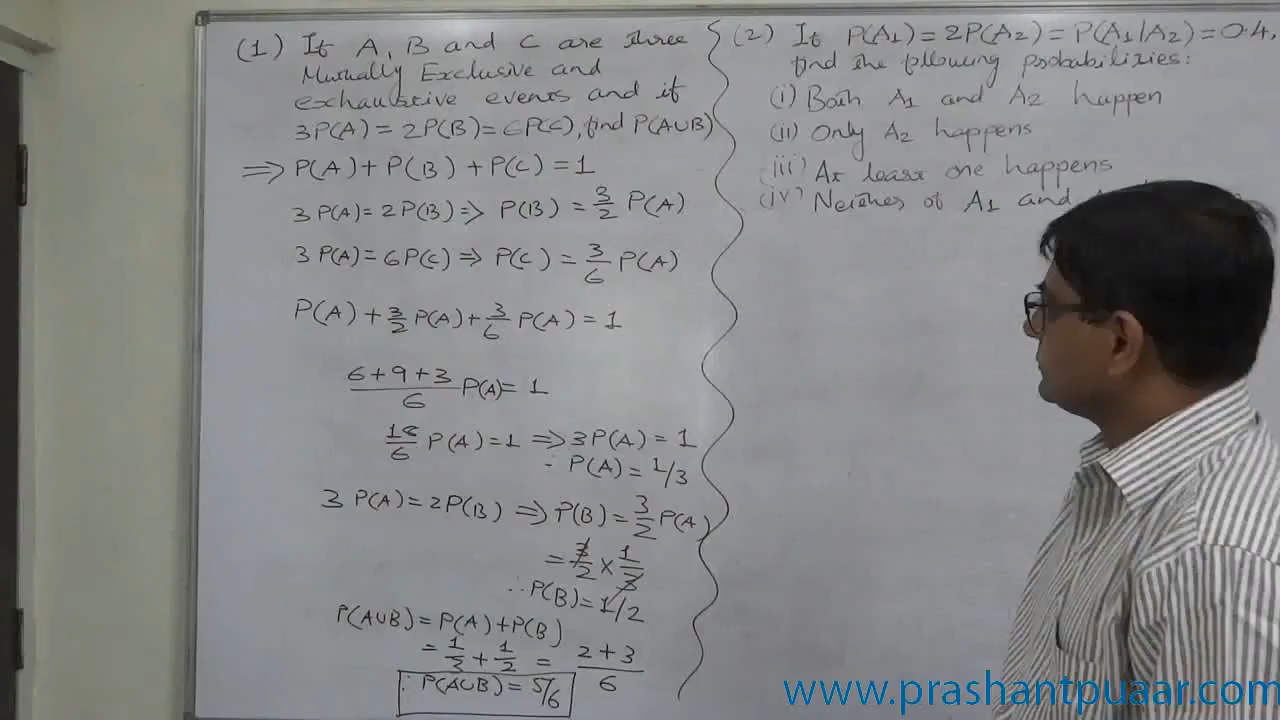 (1) If A, B and C are three
Mutually Exclusive and
exhaustive events and if
3P(A) = 2P(B) = 6P(C), find P(A∪B)
⇒ P(A) + P(B) + P(C) = 1
3P(A) = 2P(B) ⇒ P(B) = 3/2 P(A)
3P(A) = 6P(C) ⇒ P(C) = 3/6 P(A)
P(A) + 3/2 P(A) + 3/6 P(A) = 1
6+9+3/6 P(A) = 1
18/6 P(A) = 1 ⇒ 3P(A) = 1
∴ P(A) = 1/3
3 P(A) = 2P(B) ⇒ P(B) = 3/2 P(A)
= 3/2 × 1/3
∴ P(B) = 1/2
P(A∪B) = P(A) + P(B)
= 1/3 + 1/2 = 2+3/6
∴ P(A∪B) = 5/6
(2) If P(A1) = 2P(A2) = P(A1/A2) = 0.4,
find the following probabilities:
(i) Both A1 and A2 happen
(ii) Only A2 happens
(iii) At least one happens
(iv) Neither of A1 and
www.prashantpuaar.com